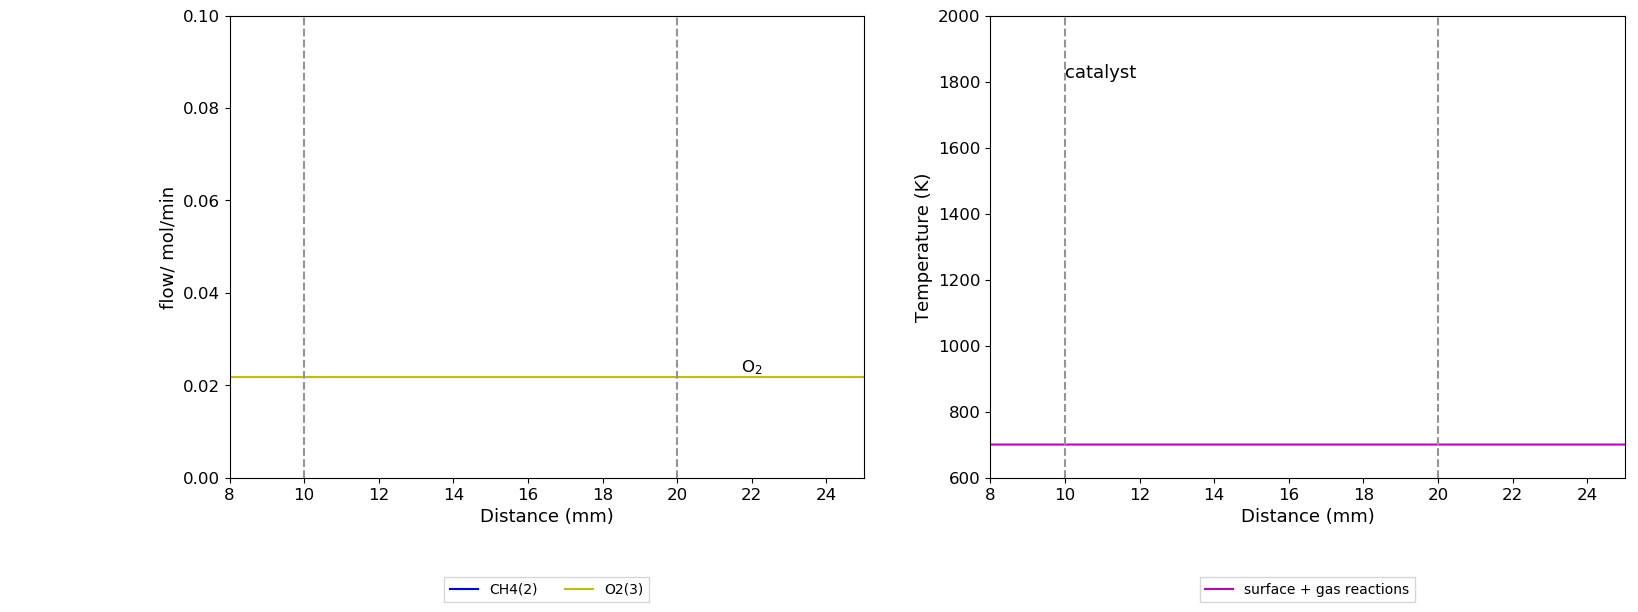 0.10
0.08
0.06
0.04
0.02
0.00
flow/ mol/min
O₂
8 10 12 14 16 18 20 22 24
Distance (mm)
CH4(2) O2(3)
2000
1800
1600
1400
1200
1000
800
600
Temperature (K)
catalyst
8 10 12 14 16 18 20 22 24
Distance (mm)
surface + gas reactions